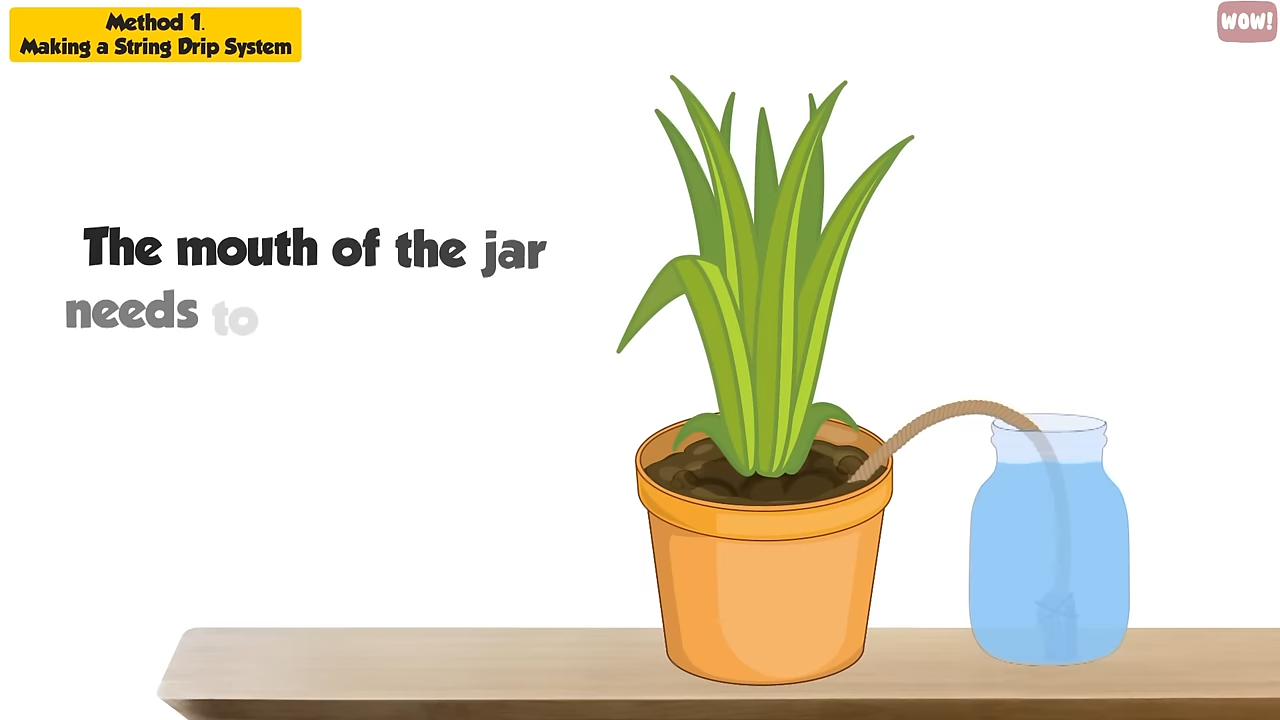 Method 1.
Making a String Drip System
WOW!
The mouth of the jar
needs to